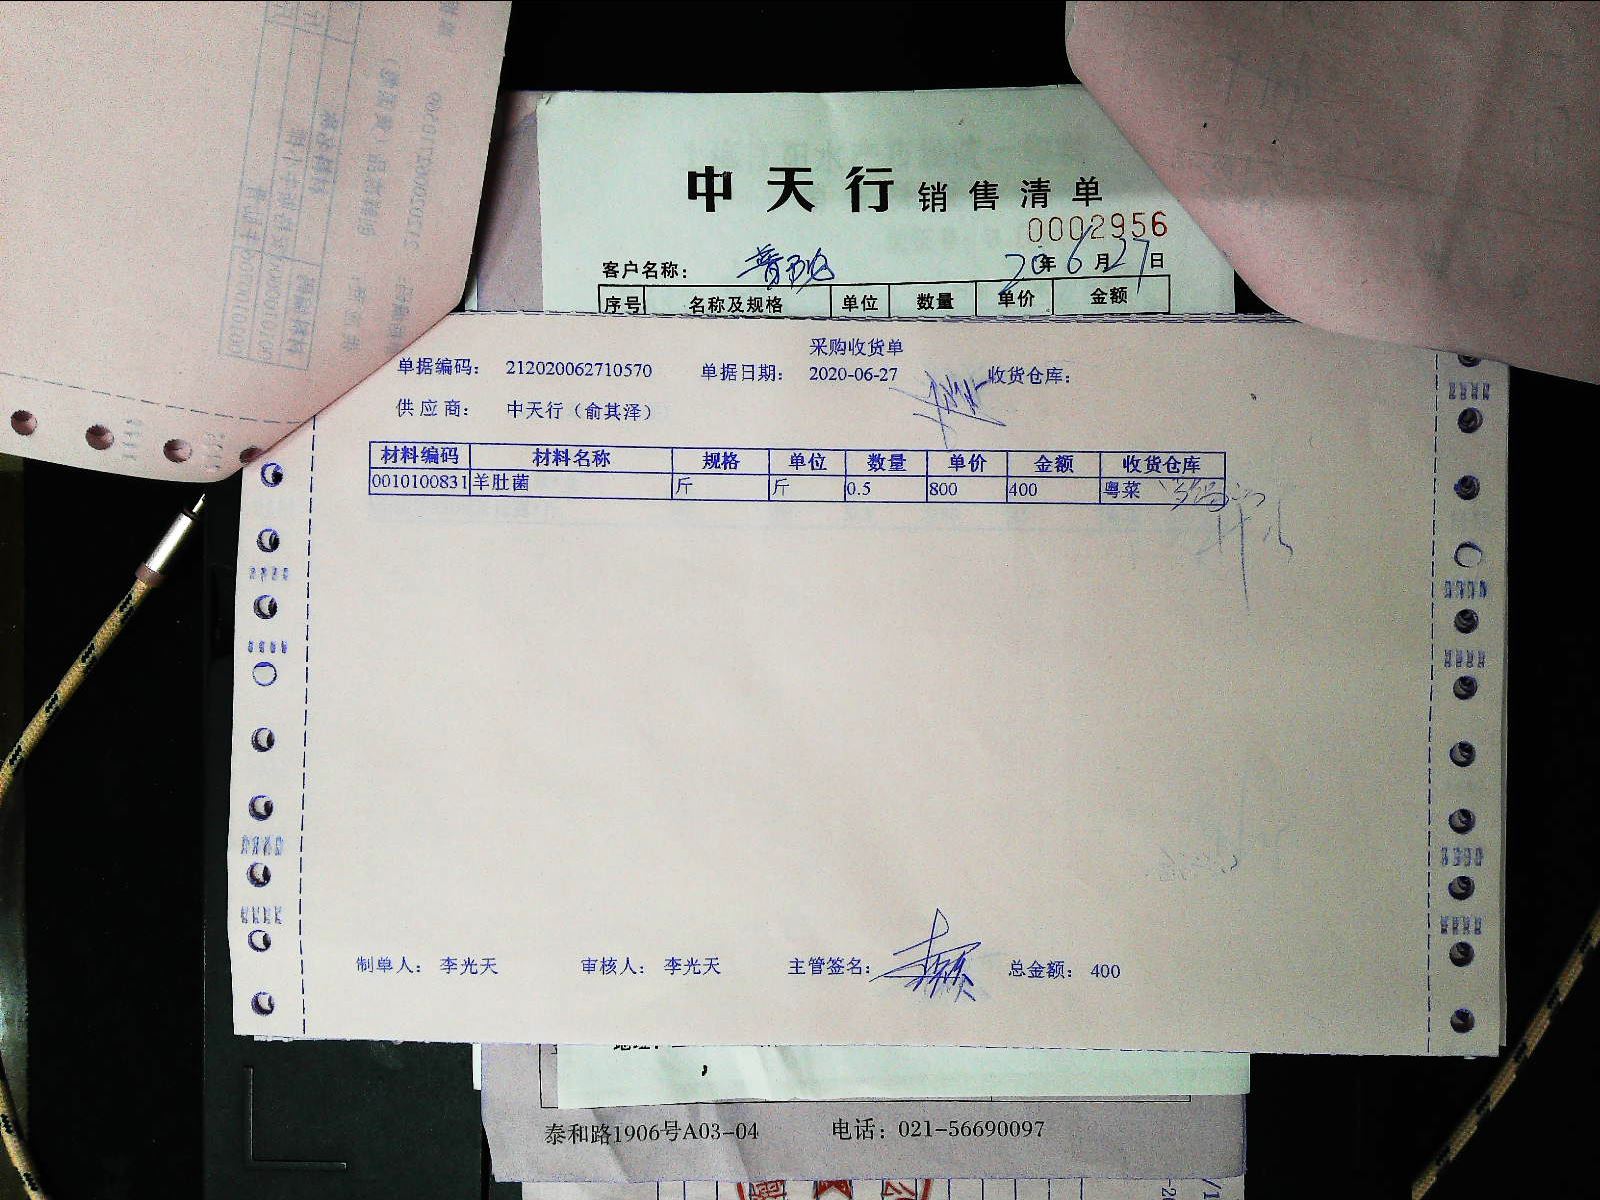 中天行 销售清单
0002956
客户名称： 20年6月27日
序号 名称及规格 单位 数量 单价 金额
采购收货单
单据编码： 212020062710570 单据日期： 2020-06-27 收货仓库：
供应商： 中天行（俞其泽）
材料编码 材料名称 规格 单位 数量 单价 金额 收货仓库
0010100831 羊肚菌 斤 斤 0.5 800 400 粤菜
制单人： 李光天 审核人： 李光天 主管签名： 总金额： 400
泰和路1906号A03-04 电话：021-56690097